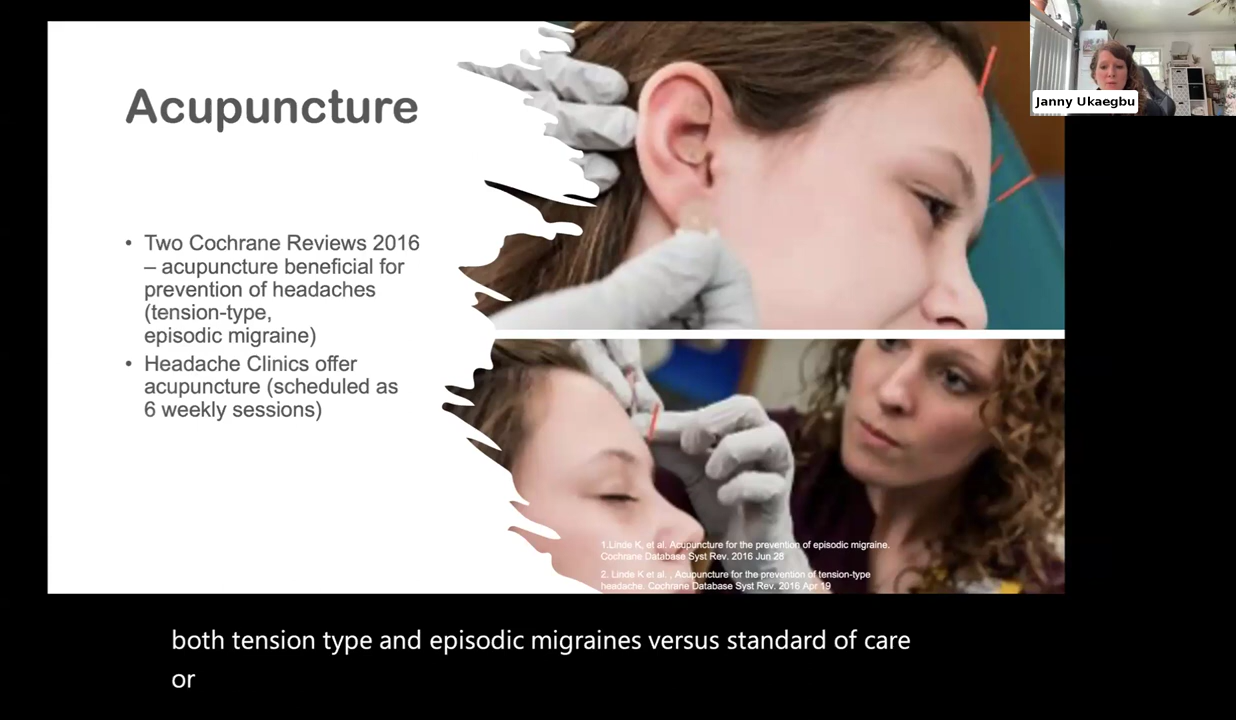 Acupuncture
• Two Cochrane Reviews 2016
– acupuncture beneficial for
prevention of headaches
(tension-type,
episodic migraine)
• Headache Clinics offer
acupuncture (scheduled as
6 weekly sessions)
Janny Ukaegbu
1.Linde K, et al. Acupuncture for the prevention of episodic migraine.
Cochrane Database Syst Rev. 2016 Jun 28
2. Linde K et al. , Acupuncture for the prevention of tension-type
headache. Cochrane Database Syst Rev. 2016 Apr 19
both tension type and episodic migraines versus standard of care
or